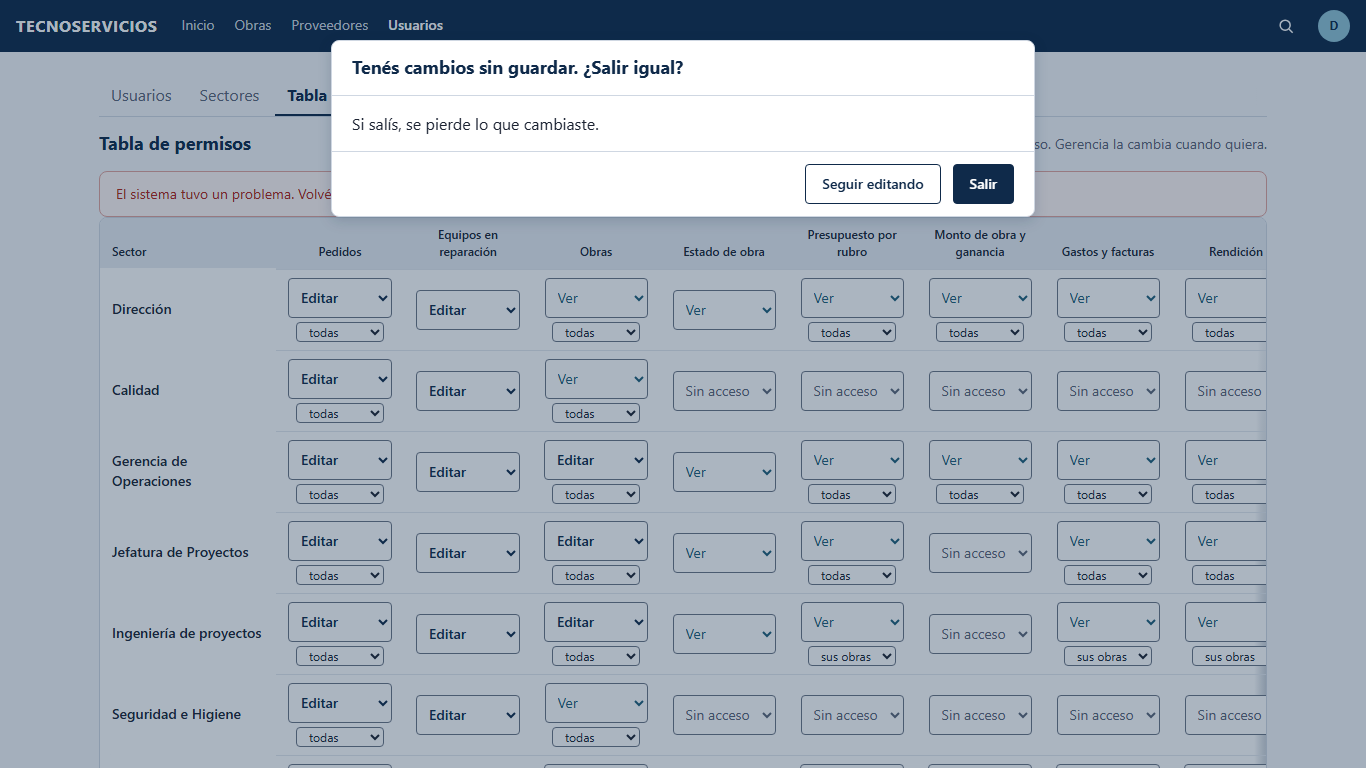 TECNOSERVICIOS Inicio Obras Proveedores Usuarios D
Tenés cambios sin guardar. ¿Salir igual?
Si salís, se pierde lo que cambiaste.
Seguir editando Salir
Usuarios Sectores Tabla
Tabla de permisos
Gerencia la cambia cuando quiera.
El sistema tuvo un problema.
Sector Pedidos Equipos en reparación Obras Estado de obra Presupuesto por rubro Monto de obra y ganancia Gastos y facturas Rendición
Dirección Editar Editar Ver Ver Ver Ver Ver Ver
todas todas todas todas todas todas
Calidad Editar Editar Ver Sin acceso Sin acceso Sin acceso Sin acceso Sin acceso
todas todas
Gerencia de Operaciones Editar Editar Editar Ver Ver Ver Ver Ver
todas todas todas todas todas todas
Jefatura de Proyectos Editar Editar Editar Ver Ver Sin acceso Ver Ver
todas todas todas todas todas
Ingeniería de proyectos Editar Editar Editar Ver Ver Sin acceso Ver Ver
todas todas sus obras sus obras sus obras
Seguridad e Higiene Editar Editar Ver Sin acceso Sin acceso Sin acceso Sin acceso Sin acceso
todas todas